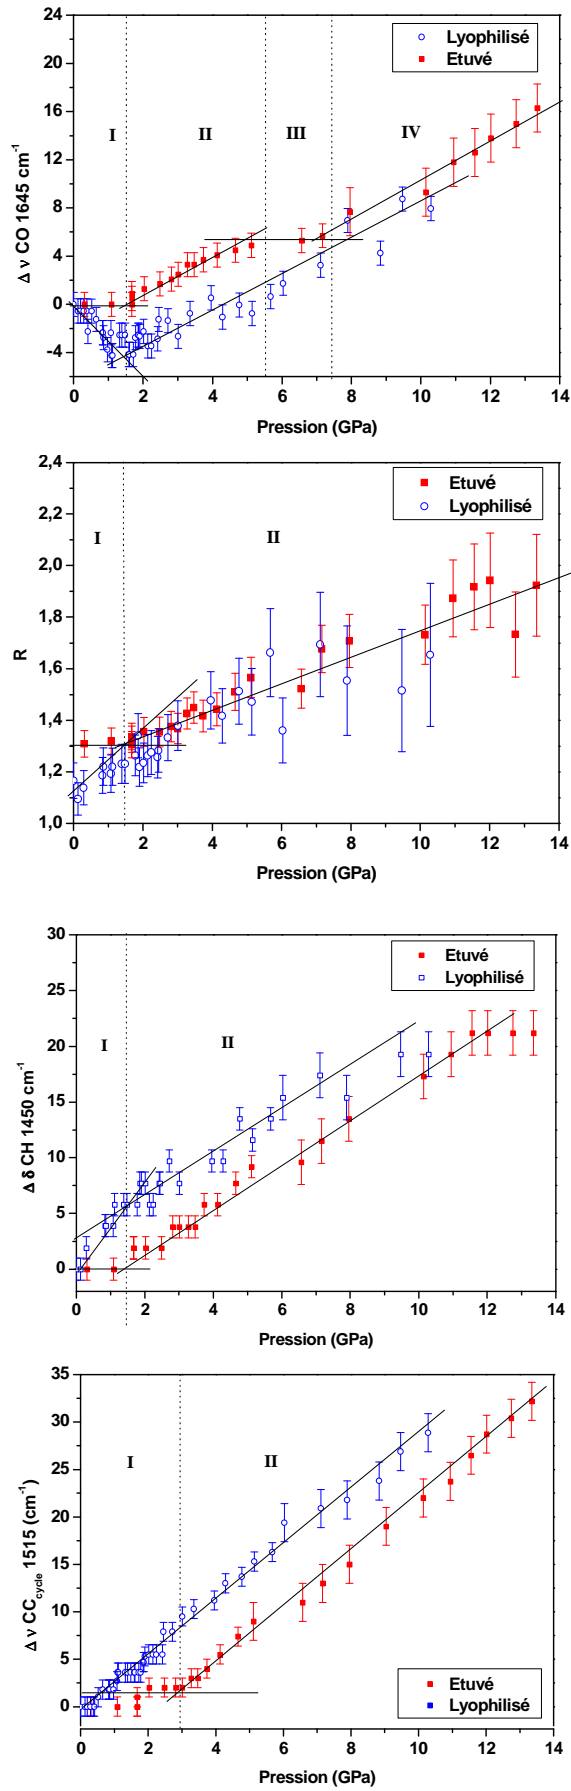 24
20
16
12
8
4
0
-4
Δ ν CO 1645 cm-1
Lyophilisé
Etuvé
I
II
III
IV
0 2 4 6 8 10 12 14
Pression (GPa)
2,4
2,2
2,0
1,8
1,6
1,4
1,2
1,0
R
Etuvé
Lyophilisé
I
II
0 2 4 6 8 10 12 14
Pression (GPa)
30
25
20
15
10
5
0
Δ δ CH 1450 cm-1
Etuvé
Lyophilisé
I
II
0 2 4 6 8 10 12 14
Pression (GPa)
35
30
25
20
15
10
5
0
Δ ν CCcycle 1515 (cm-1)
I
II
Etuvé
Lyophilisé
0 2 4 6 8 10 12 14
Pression (GPa)